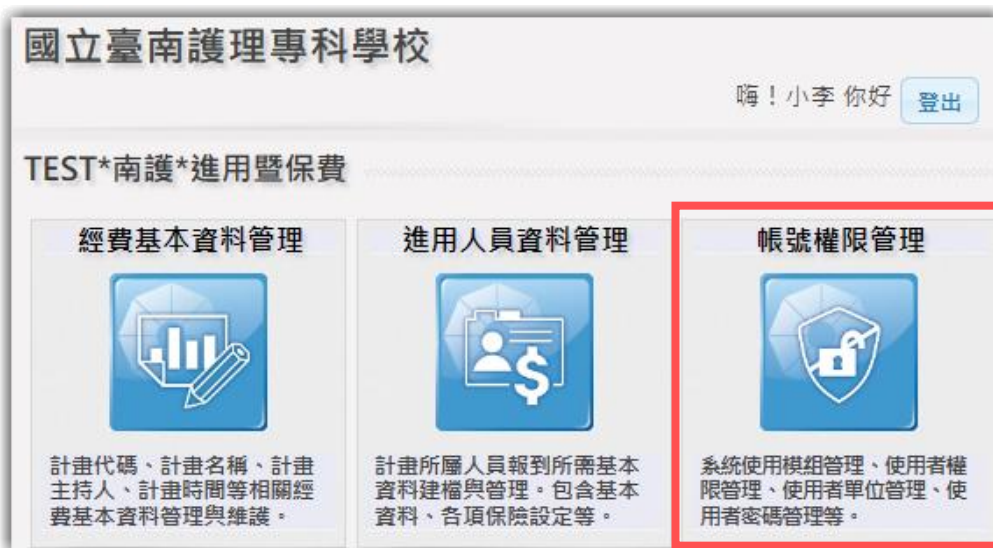 國立臺南護理專科學校
嗨！小李 你好 登出
TEST*南護*進用暨保費
經費基本資料管理
計畫代碼、計畫名稱、計畫
主持人、計畫時間等相關經
費基本資料管理與維護。
進用人員資料管理
計畫所屬人員報到所需基本
資料建檔與管理。包含基本
資料、各項保險設定等。
帳號權限管理
系統使用模組管理、使用者權
限管理、使用者單位管理、使
用者密碼管理等。